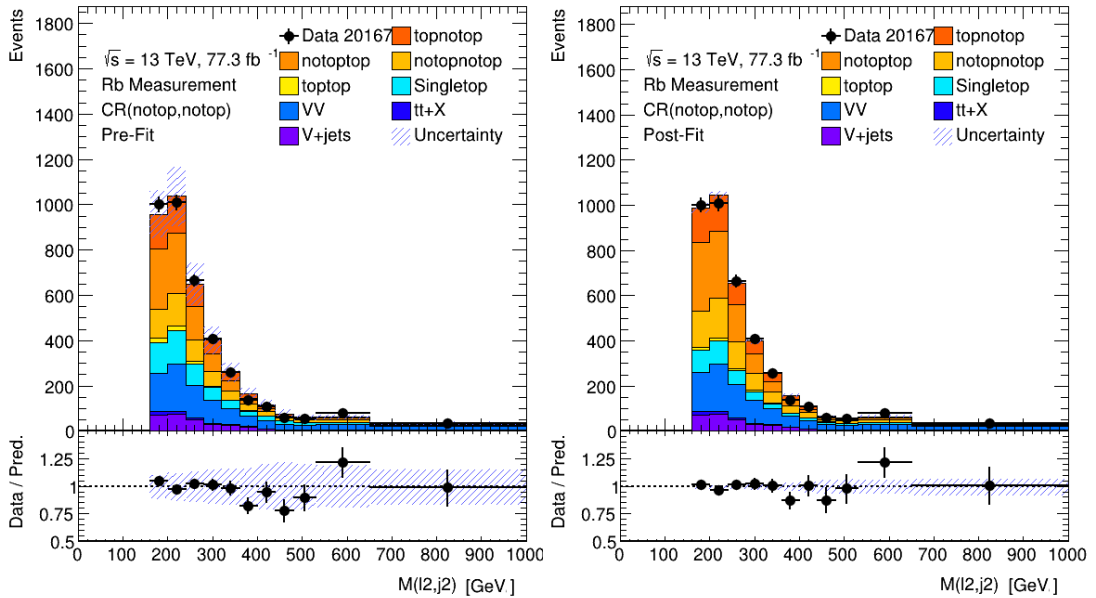 Events
1800
1600
1400
1200
1000
800
600
400
200
0
√s = 13 TeV, 77.3 fb -1
Rb Measurement
CR(notop,notop)
Pre-Fit
Data 20167
topnotop
notoptop
notopnotop
toptop
Singletop
VV
tt+X
V+jets
Uncertainty
Data / Pred.
1.25
1
0.75
0.5
0 100 200 300 400 500 600 700 800 900 1000
M(l2,j2) [GeV]
Events
1800
1600
1400
1200
1000
800
600
400
200
0
√s = 13 TeV, 77.3 fb -1
Rb Measurement
CR(notop,notop)
Post-Fit
Data 20167
topnotop
notoptop
notopnotop
toptop
Singletop
VV
tt+X
V+jets
Uncertainty
Data / Pred.
1.25
1
0.75
0.5
0 100 200 300 400 500 600 700 800 900 1000
M(l2,j2) [GeV]